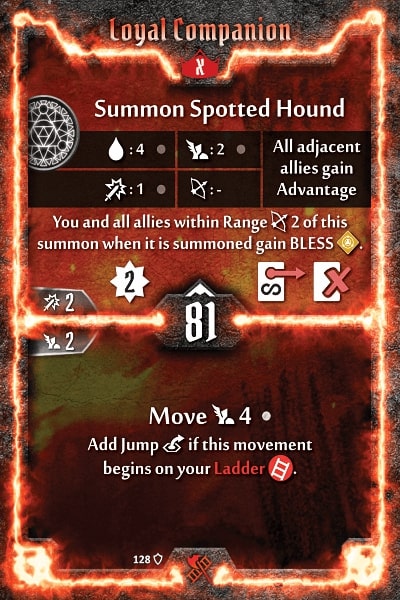 Loyal Companion
X
Summon Spotted Hound
: 4
: 2
: 1
: -
All adjacent
allies gain
Advantage
You and all allies within Range 2 of this
summon when it is summoned gain BLESS .
2
2
81
2
Move 4
Add Jump if this movement
begins on your Ladder .
128